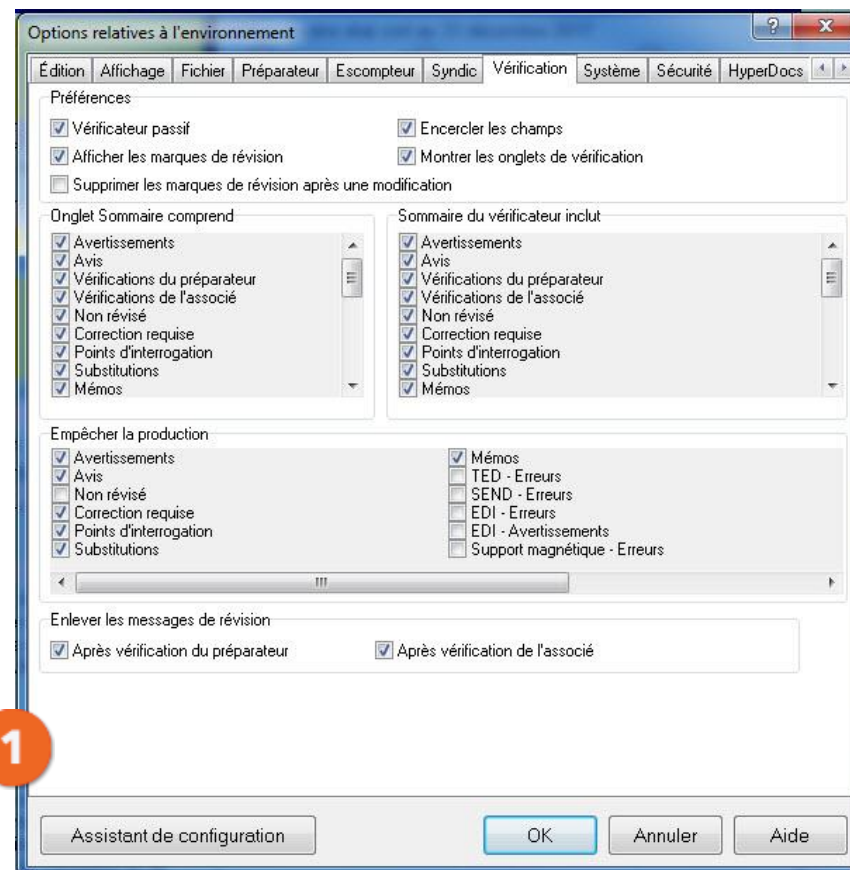 Options relatives à l'environnement
?
x
Édition Affichage Fichier Préparateur Escompteur Syndic Vérification Système Sécurité HyperDocs
Préférences
Vérificateur passif Encercler les champs
Afficher les marques de révision Montrer les onglets de vérification
Supprimer les marques de révision après une modification
Onglet Sommaire comprend
Avertissements
Avis
Vérifications du préparateur
Vérifications de l'associé
Non révisé
Correction requise
Points d'interrogation
Substitutions
Mémos
Sommaire du vérificateur inclut
Avertissements
Avis
Vérifications du préparateur
Vérifications de l'associé
Non révisé
Correction requise
Points d'interrogation
Substitutions
Mémos
Empêcher la production
Avertissements
Avis
Non révisé
Correction requise
Points d'interrogation
Substitutions
Mémos
TED - Erreurs
SEND - Erreurs
EDI - Erreurs
EDI - Avertissements
Support magnétique - Erreurs
Enlever les messages de révision
Après vérification du préparateur Après vérification de l'associé
1
Assistant de configuration OK Annuler Aide